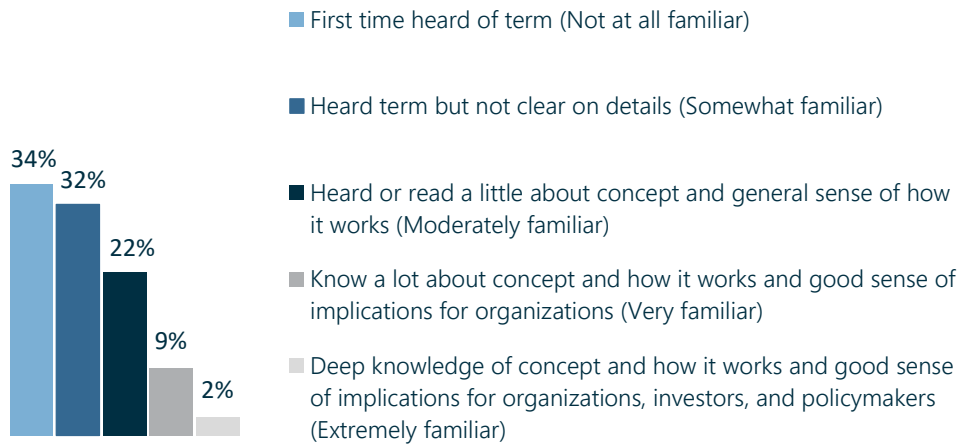 First time heard of term (Not at all familiar)
Heard term but not clear on details (Somewhat familiar)
34%
32%
Heard or read a little about concept and general sense of how
it works (Moderately familiar)
22%
Know a lot about concept and how it works and good sense of
implications for organizations (Very familiar)
9%
Deep knowledge of concept and how it works and good sense
of implications for organizations, investors, and policymakers
(Extremely familiar)
2%